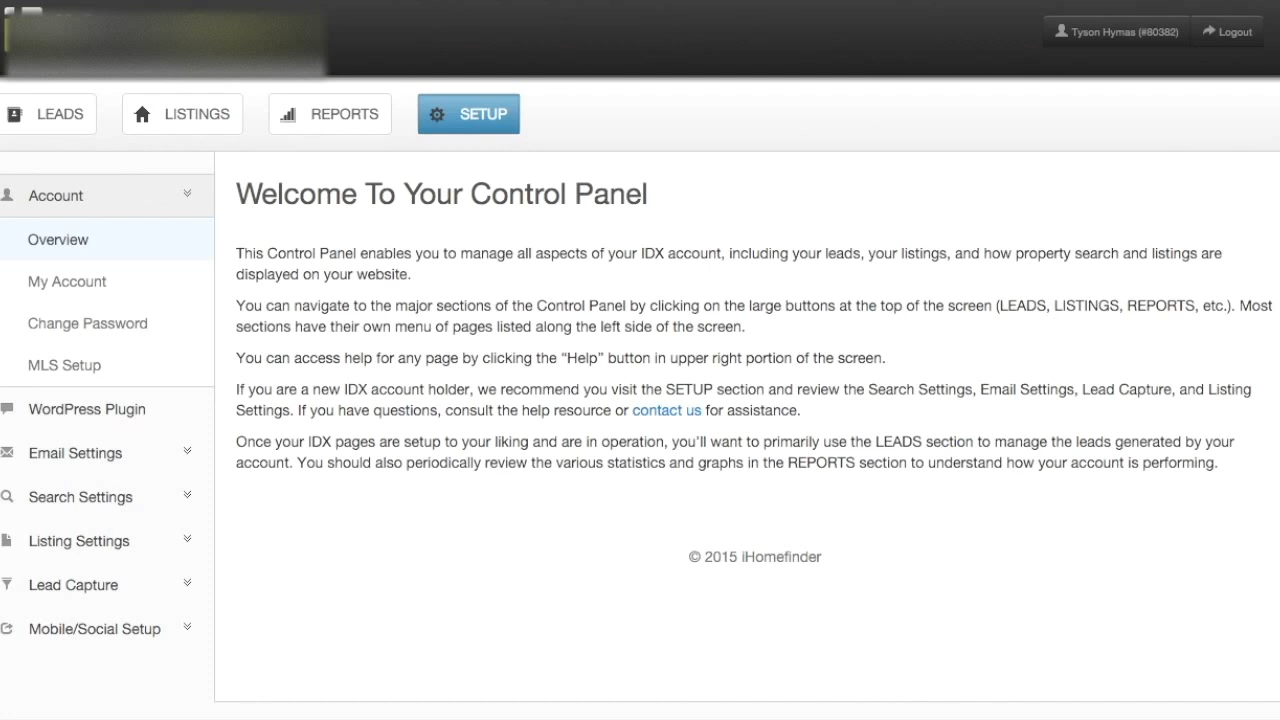 Tyson Hymas (#80382) Logout
LEADS LISTINGS REPORTS SETUP
Account
Overview
My Account
Change Password
MLS Setup
WordPress Plugin
Email Settings
Search Settings
Listing Settings
Lead Capture
Mobile/Social Setup
Welcome To Your Control Panel
This Control Panel enables you to manage all aspects of your IDX account, including your leads, your listings, and how property search and listings are
displayed on your website.
You can navigate to the major sections of the Control Panel by clicking on the large buttons at the top of the screen (LEADS, LISTINGS, REPORTS, etc.). Most
sections have their own menu of pages listed along the left side of the screen.
You can access help for any page by clicking the “Help” button in upper right portion of the screen.
If you are a new IDX account holder, we recommend you visit the SETUP section and review the Search Settings, Email Settings, Lead Capture, and Listing
Settings. If you have questions, consult the help resource or contact us for assistance.
Once your IDX pages are setup to your liking and are in operation, you'll want to primarily use the LEADS section to manage the leads generated by your
account. You should also periodically review the various statistics and graphs in the REPORTS section to understand how your account is performing.
© 2015 iHomefinder